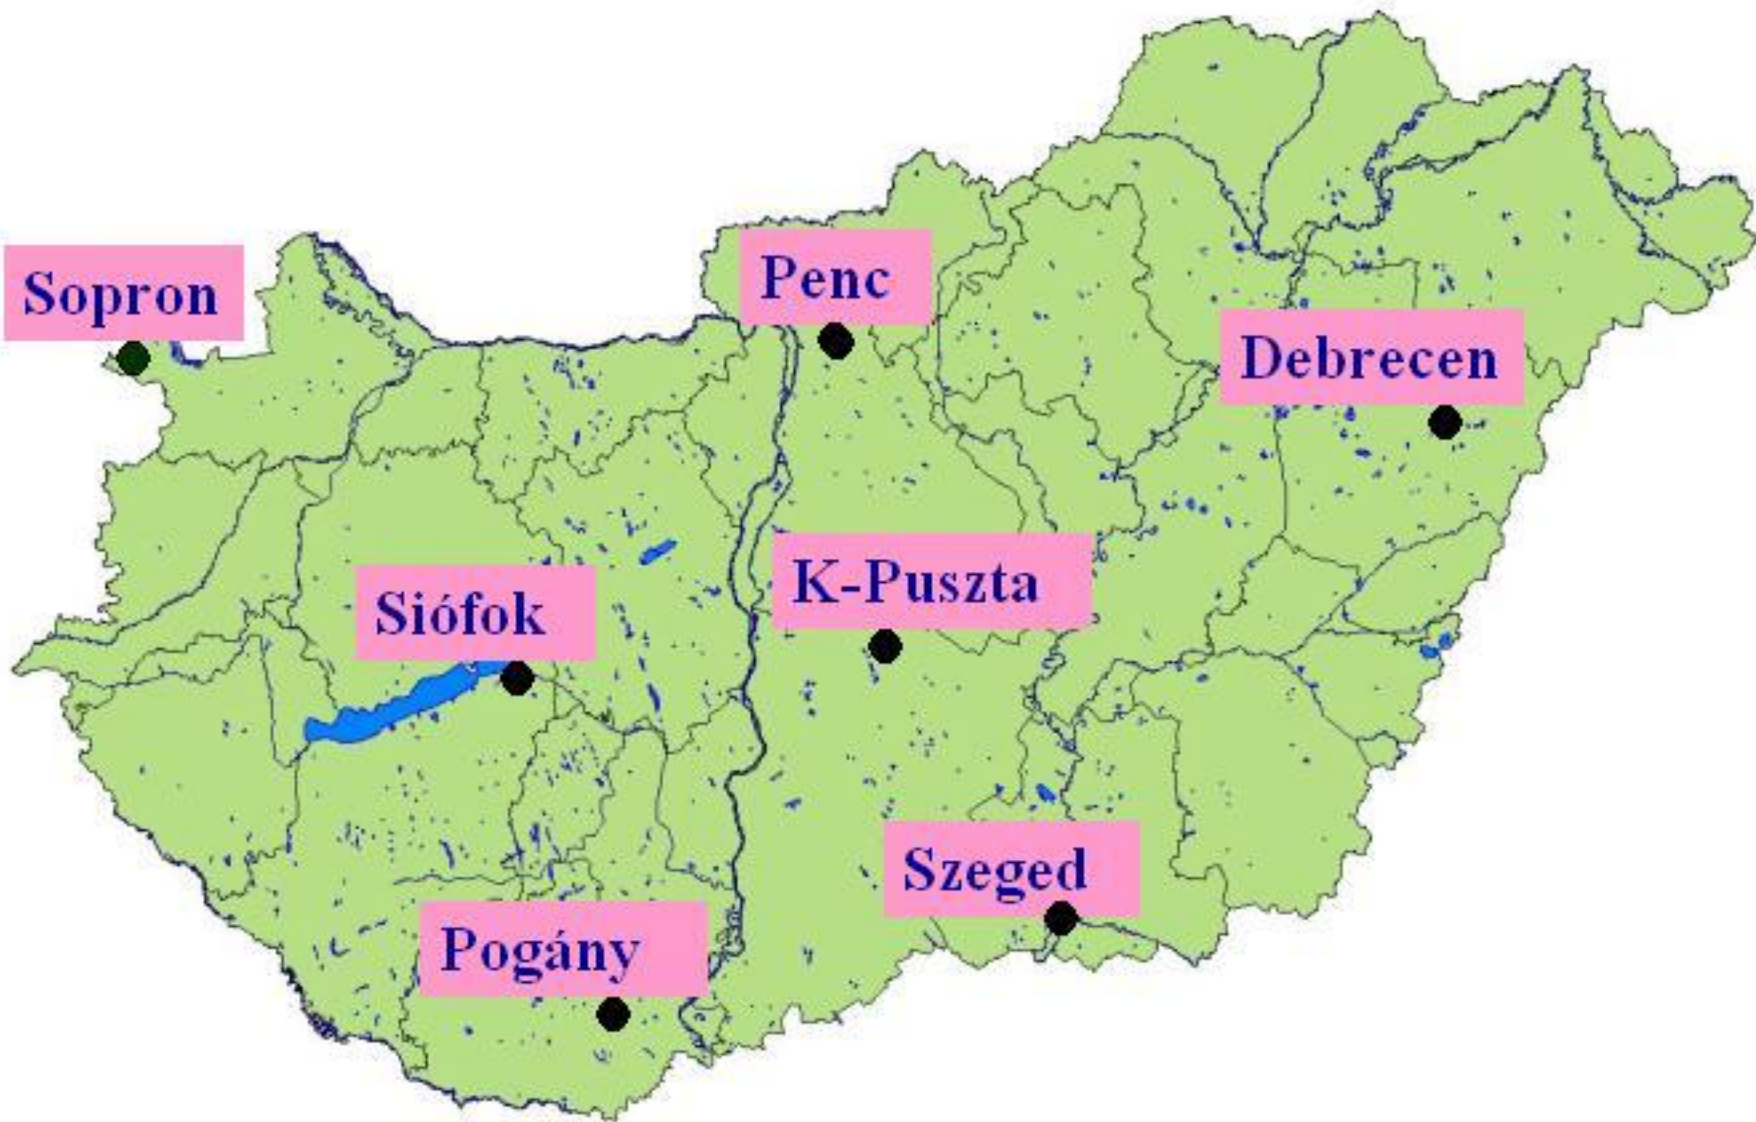 Penc
Sopron
Debrecen
K-Puszta
Siófok
Szeged
Pogány